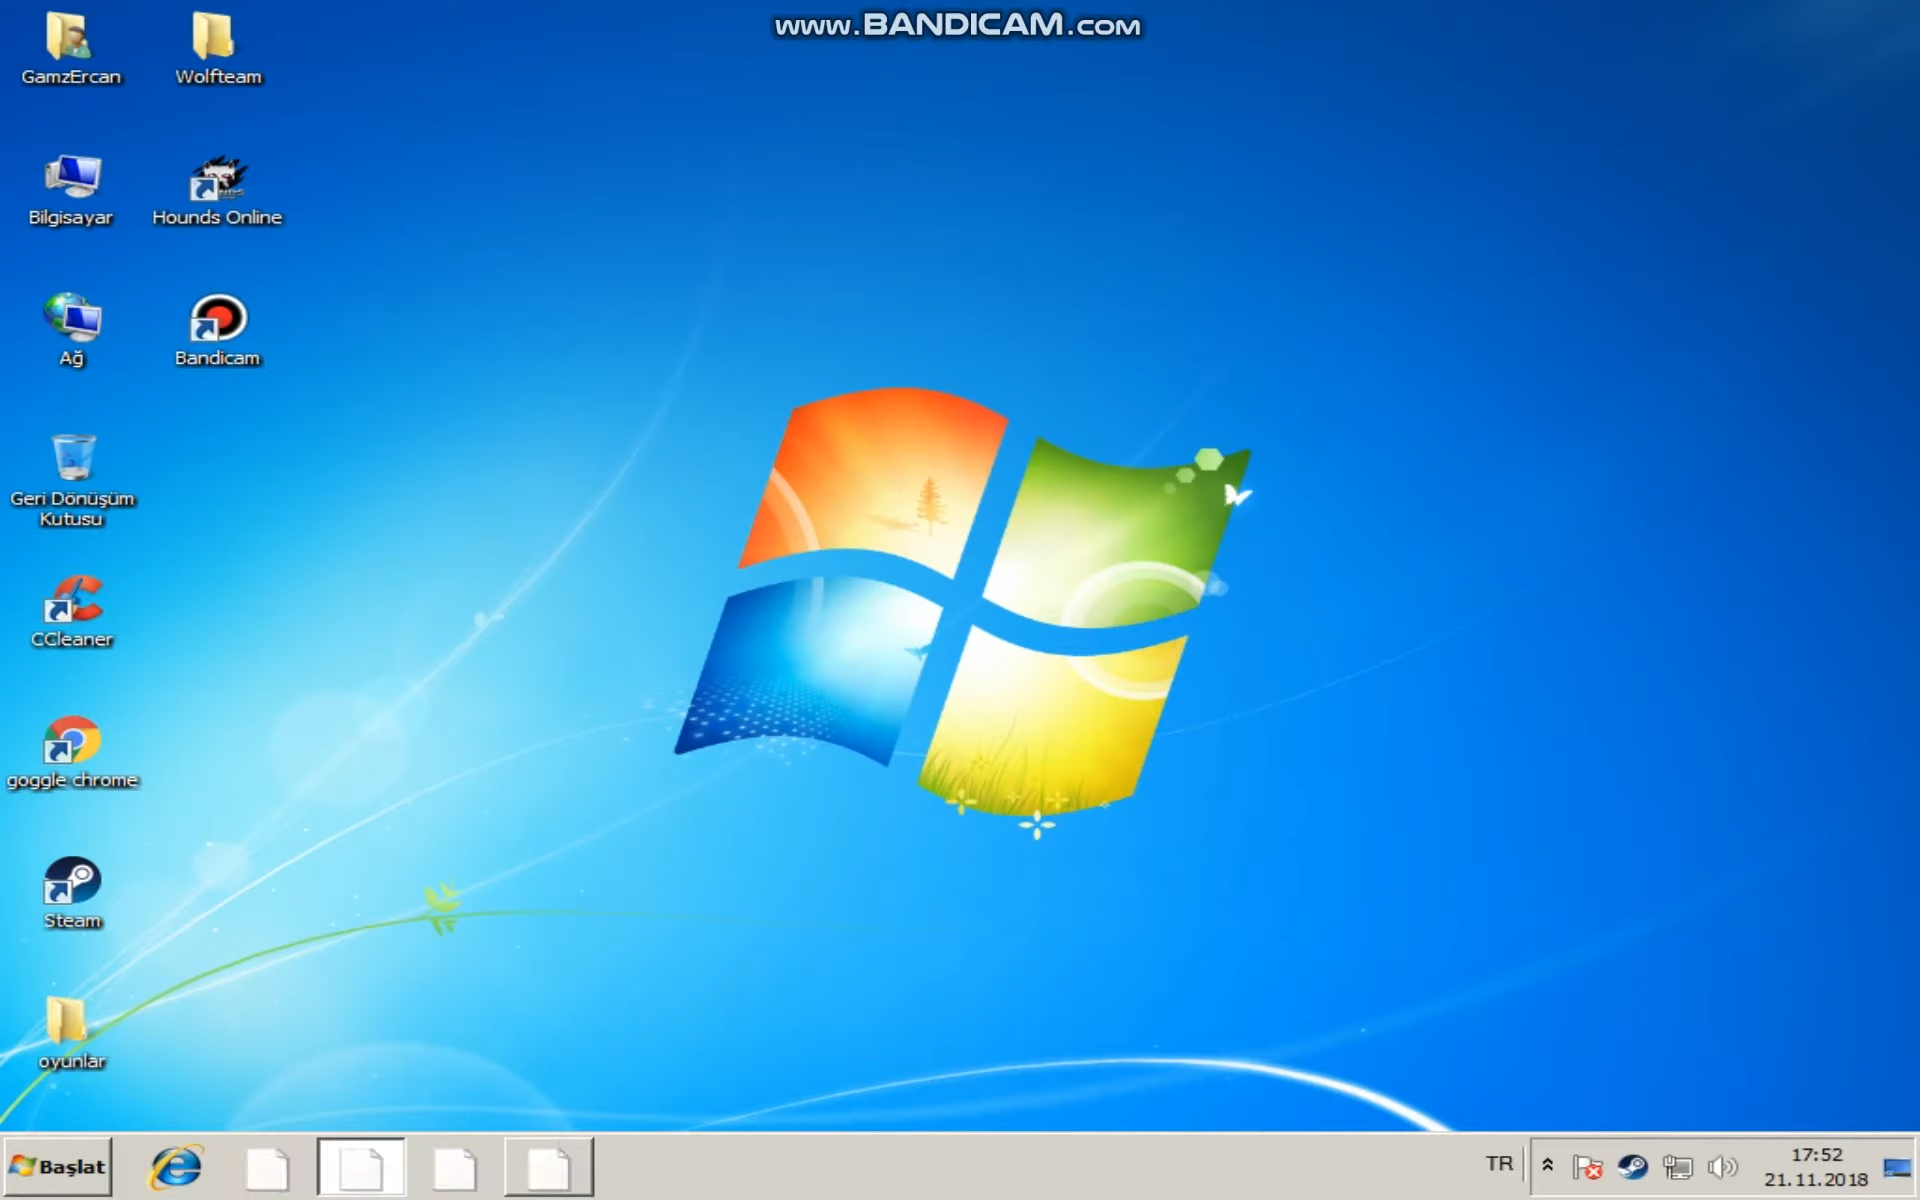 www.BANDICAM.com
GamzErcan
Wolfteam
Bilgisayar
Hounds Online
Ağ
Bandicam
Geri Dönüşüm
Kutusu
CCleaner
goggle chrome
Steam
oyunlar
Başlat
TR
17:52
21.11.2018